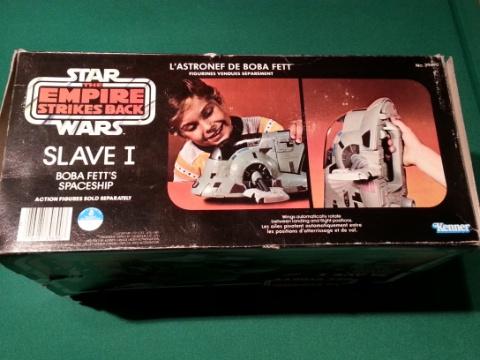 L'ASTRONEF DE BOBA FETT
FIGURINES VENDUES SÉPARÉMENT
STAR
THE
EMPIRE
STRIKES BACK
WARS
SLAVE I
BOBA FETT'S
SPACESHIP
ACTION FIGURES SOLD SEPARATELY
Wings automatically rotate
between landing and flight positions.
Les ailes pivotent automatiquement entre
les positions d'atterrissage et de vol.
Kenner